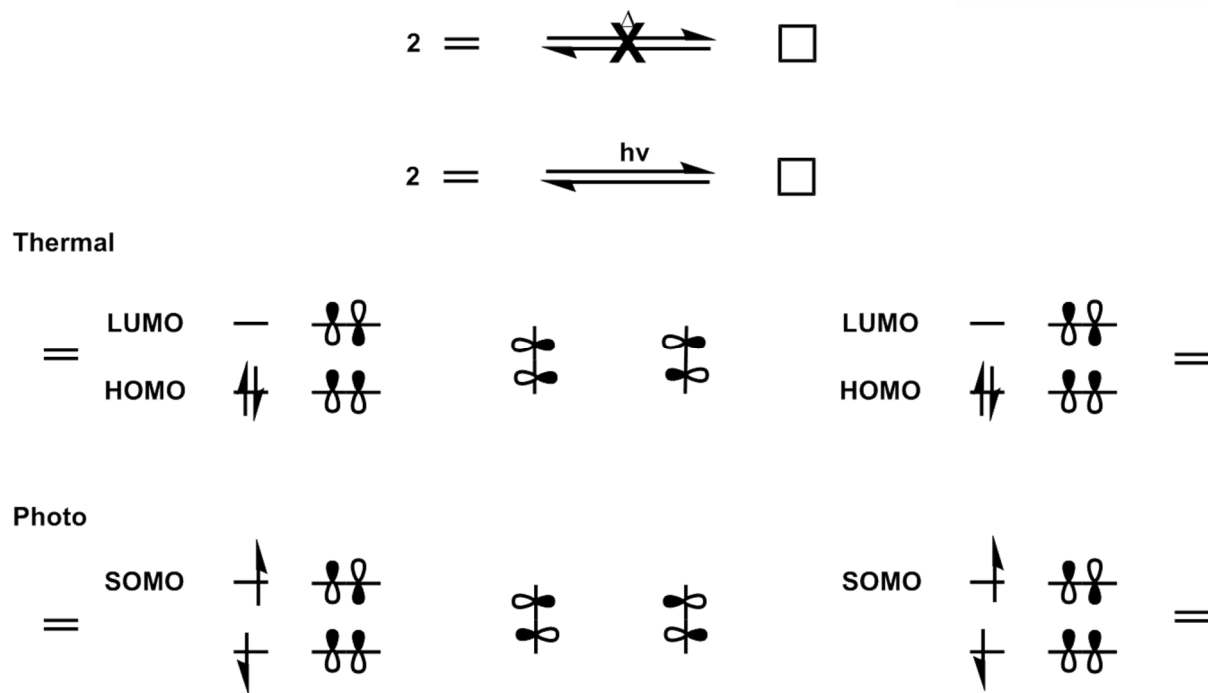 Δ
2
hv
2
Thermal
LUMO LUMO
HOMO HOMO
Photo
SOMO SOMO